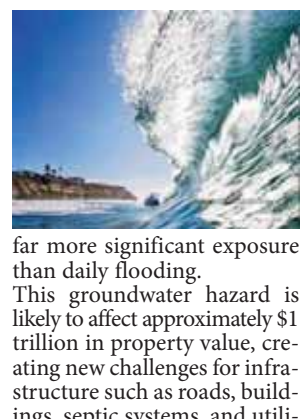 far more significant exposure
than daily flooding.
This groundwater hazard is
likely to affect approximately $1
trillion in property value, cre-
ating new challenges for infra-
structure such as roads, build-
ings, septic systems, and utili-